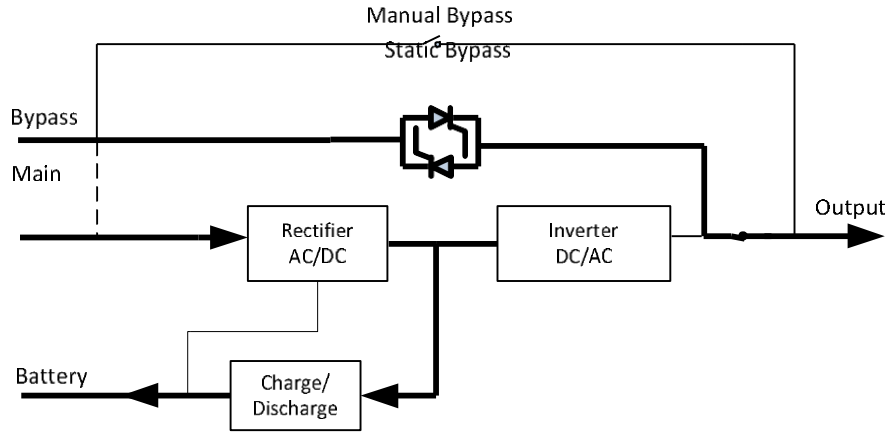 Manual Bypass
Static Bypass
Bypass
Main
Rectifier
AC/DC
Inverter
DC/AC
Output
Battery
Charge/
Discharge